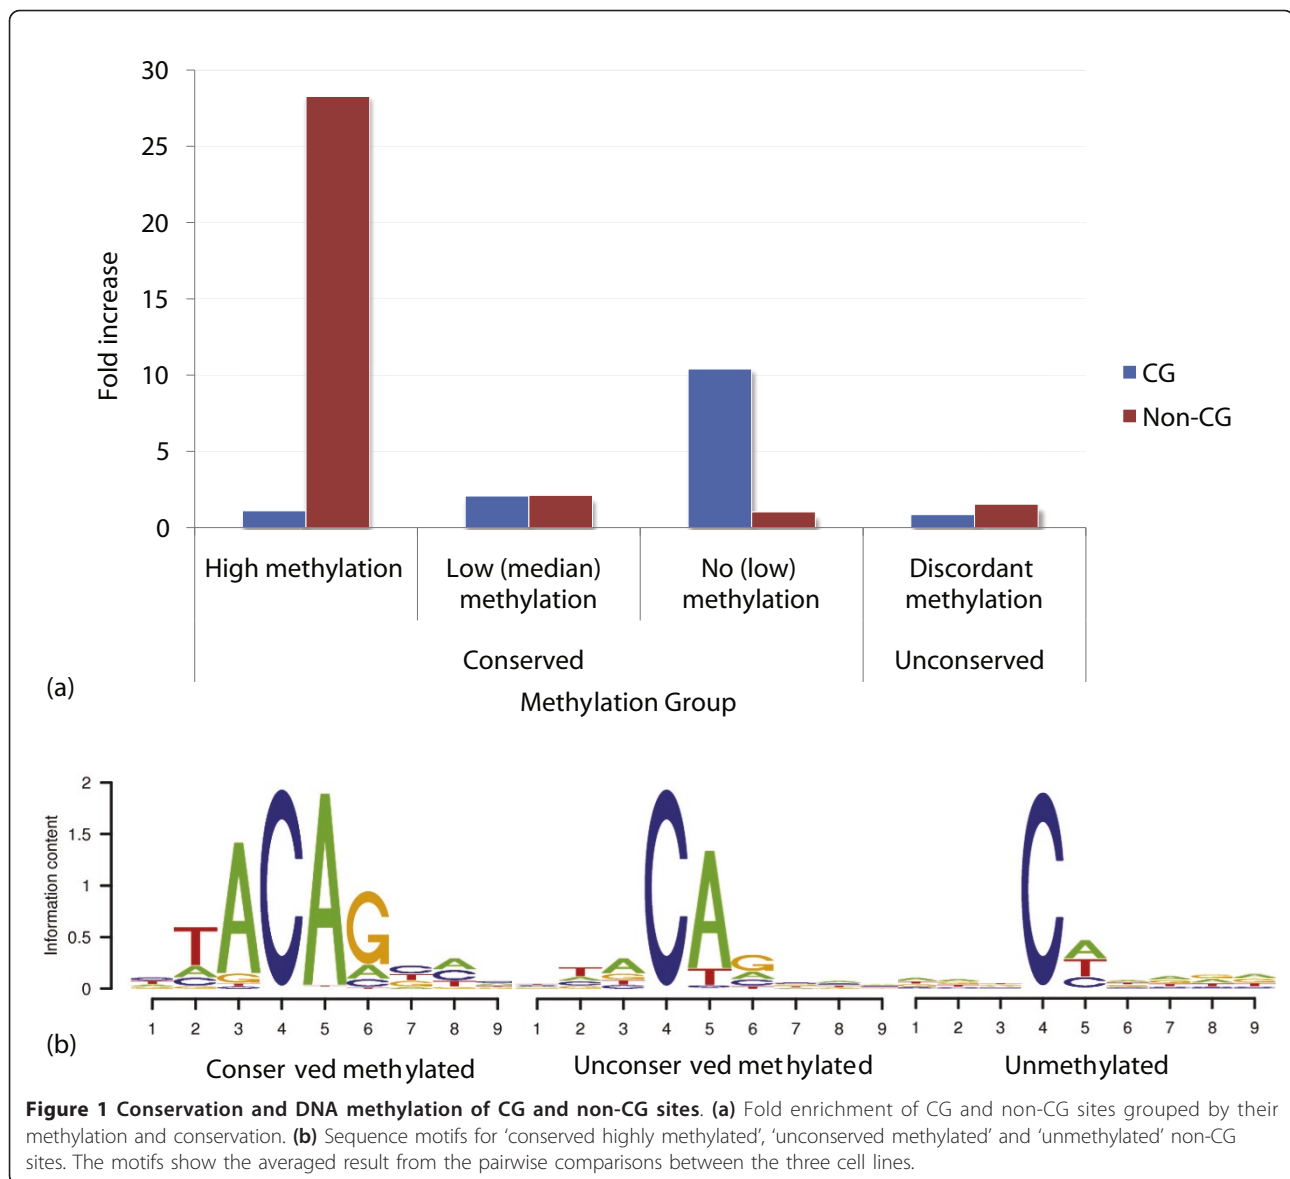 30
25
20
15
10
5
0
Fold increase
CG
Non-CG
High methylation
Low (median) methylation
No (low) methylation
Discordant methylation
Conserved
Unconserved
(a)
Methylation Group
2
1.5
1
0.5
0
Information content
T A C A G
C A
C A T C
1 2 3 4 5 6 7 8 9
1 2 3 4 5 6 7 8 9
1 2 3 4 5 6 7 8 9
(b)
Conser ved methylated
Unconser ved methylated
Unmethylated
Figure 1 Conservation and DNA methylation of CG and non-CG sites. (a) Fold enrichment of CG and non-CG sites grouped by their
methylation and conservation. (b) Sequence motifs for ‘conserved highly methylated’, ‘unconserved methylated’ and ‘unmethylated’ non-CG
sites. The motifs show the averaged result from the pairwise comparisons between the three cell lines.